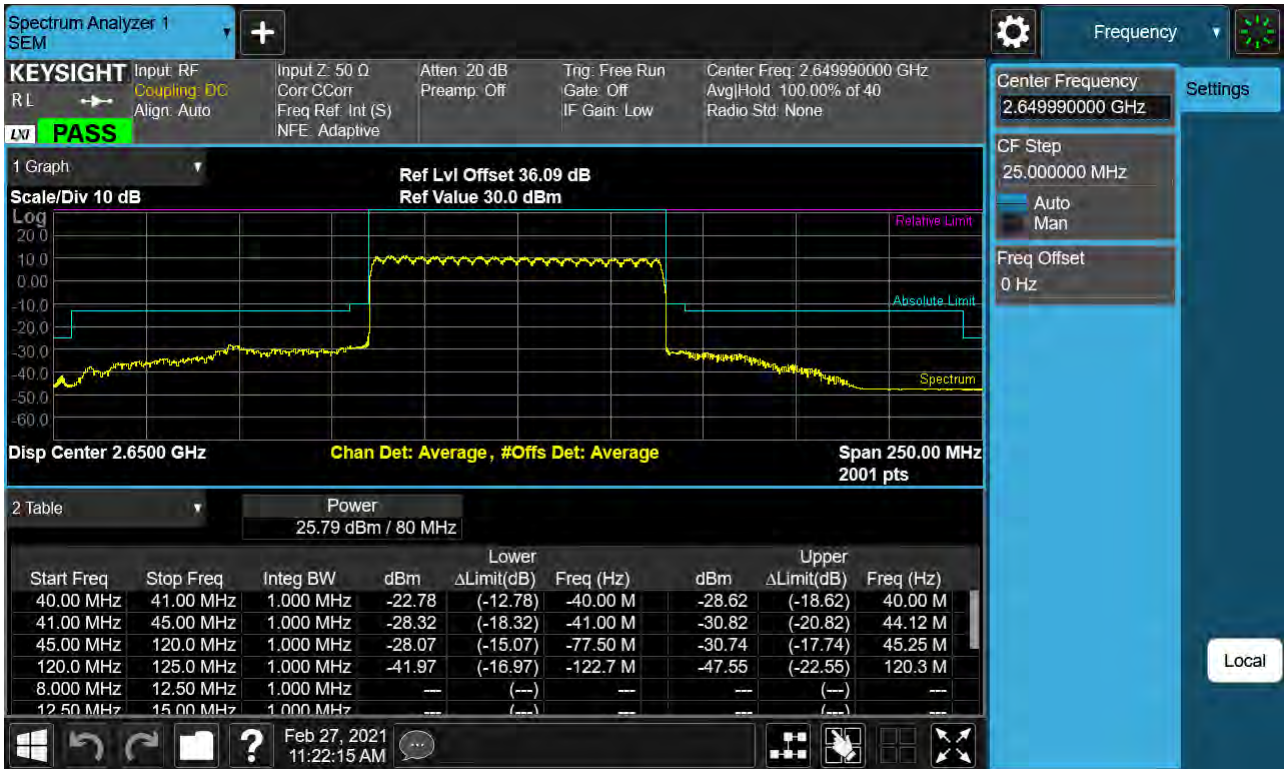 Spectrum Analyzer 1
SEM
Frequency
KEYSIGHT
R L
LXI PASS
Input: RF
Coupling: DC
Align: Auto
Input Z: 50 Ω
Corr CCorr
Freq Ref: Int (S)
NFE: Adaptive
Atten: 20 dB
Preamp: Off
Trig: Free Run
Gate: Off
IF Gain: Low
Center Freq: 2.649990000 GHz
Avg|Hold: 100.00% of 40
Radio Std: None
Center Frequency
2.649990000 GHz
CF Step
25.000000 MHz
Auto
Man
Freq Offset
0 Hz
Settings
Local
1 Graph
Scale/Div 10 dB
Ref Lvl Offset 36.09 dB
Ref Value 30.0 dBm
Log
20.0
10.0
0.00
-10.0
-20.0
-30.0
-40.0
-50.0
-60.0
Relative Limit
Absolute Limit
Spectrum
Disp Center 2.6500 GHz
Chan Det: Average, #Offs Det: Average
Span 250.00 MHz
2001 pts
2 Table
Power
25.79 dBm / 80 MHz
Lower Upper
Start Freq Stop Freq Integ BW dBm ΔLimit(dB) Freq (Hz) dBm ΔLimit(dB) Freq (Hz)
40.00 MHz 41.00 MHz 1.000 MHz -22.78 (-12.78) -40.00 M -28.62 (-18.62) 40.00 M
41.00 MHz 45.00 MHz 1.000 MHz -28.32 (-18.32) -41.00 M -30.82 (-20.82) 44.12 M
45.00 MHz 120.0 MHz 1.000 MHz -28.07 (-15.07) -77.50 M -30.74 (-17.74) 45.25 M
120.0 MHz 125.0 MHz 1.000 MHz -41.97 (-16.97) -122.7 M -47.55 (-22.55) 120.3 M
8.000 MHz 12.50 MHz 1.000 MHz --- (---) --- --- (---) ---
12.50 MHz 15.00 MHz 1.000 MHz --- (---) --- --- (---) ---
?
Feb 27, 2021
11:22:15 AM